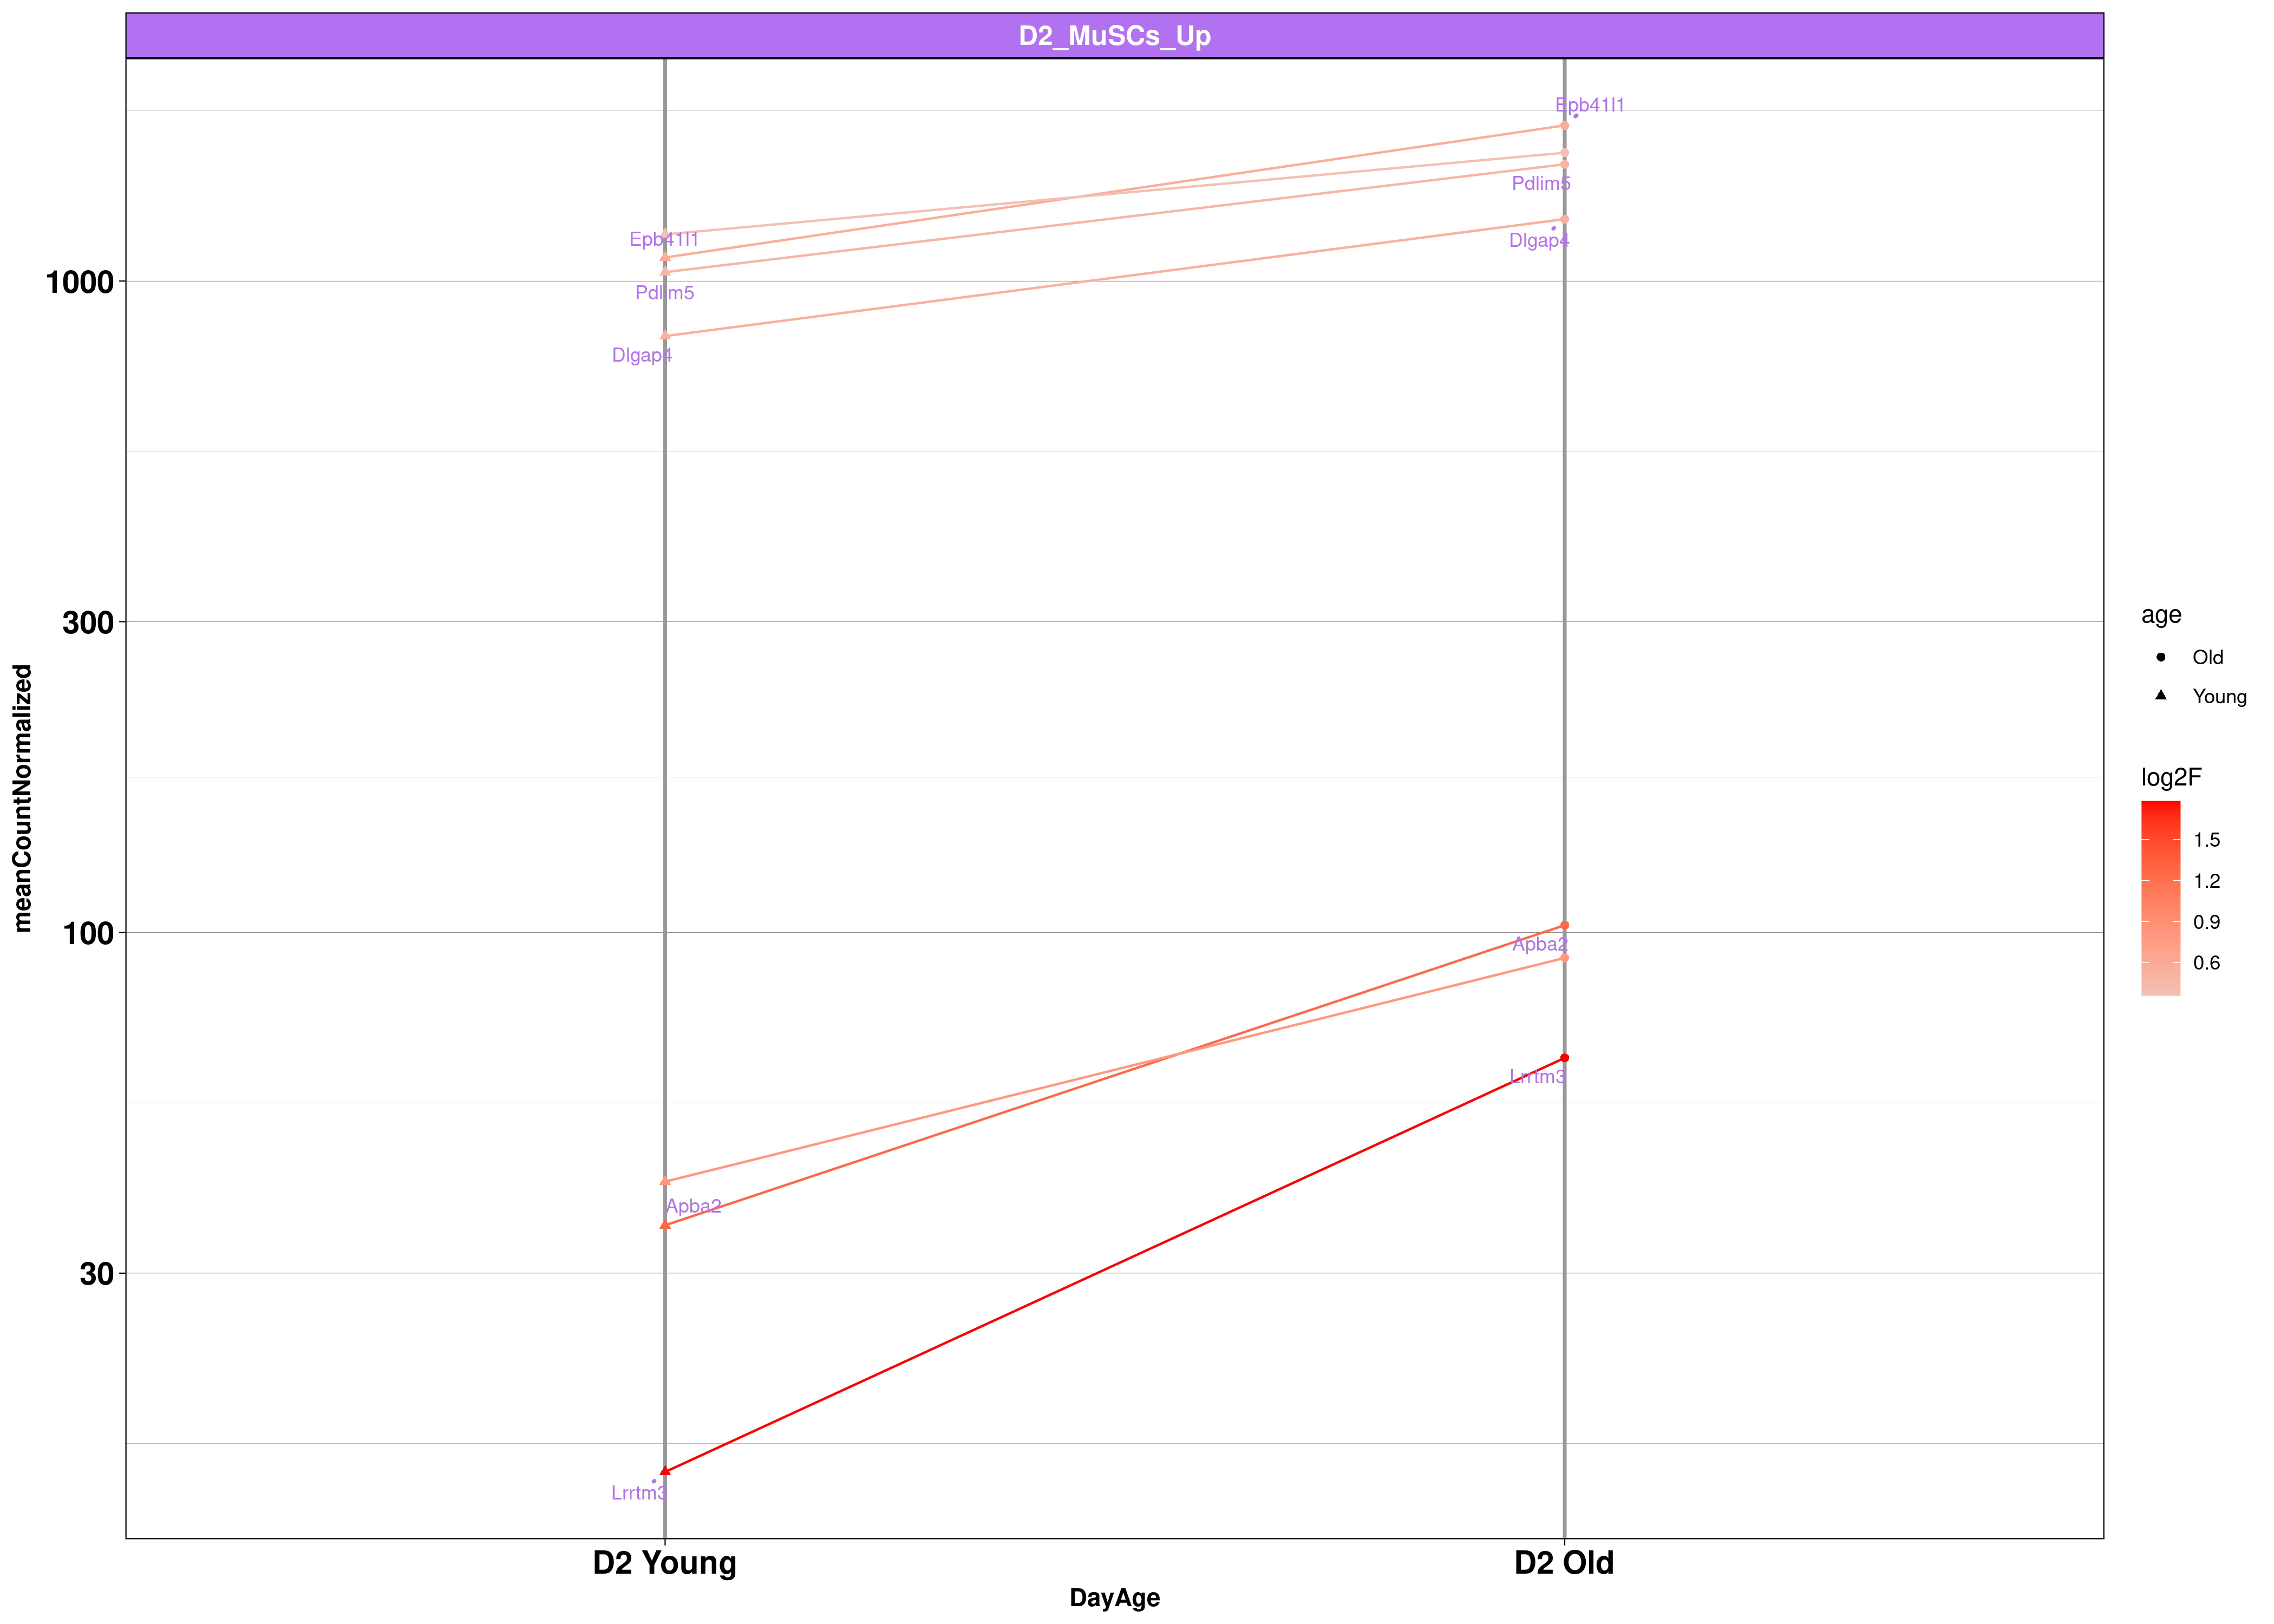 D2_MuSCs_Up
Epb41l1
Pdlim5
Dlgap4
Epb41l1
Pdlim5
Dlgap4
Apba2
Apba2
Lrrtm3
Lrrtm3
1000
300
100
30
meanCountNormalized
D2 Young
D2 Old
DayAge
age
Old
Young
log2F
1.5
1.2
0.9
0.6